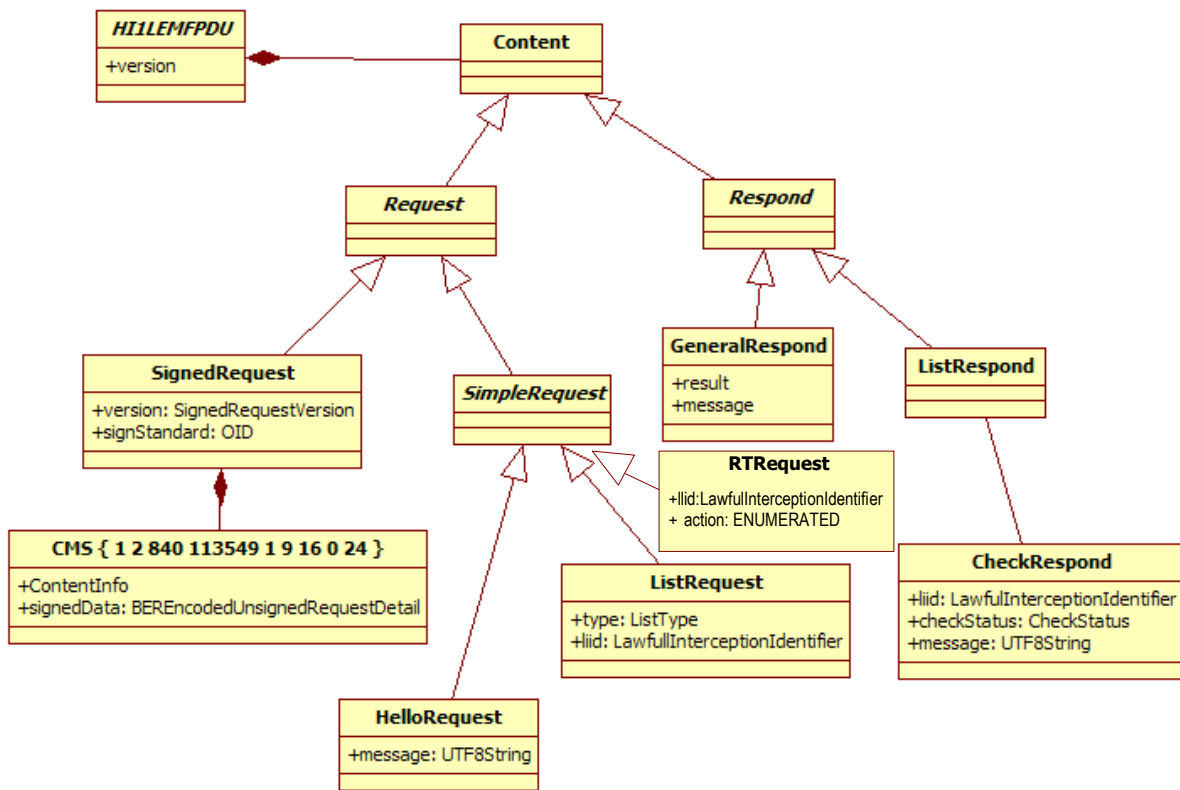 HI1LEMFPDU
+version
Content
Request
Respond
SignedRequest
+version: SignedRequestVersion
+signStandard: OID
SimpleRequest
GeneralRespond
+result
+message
ListRespond
RTRequest
+llid:LawfulInterceptionIdentifier
+ action: ENUMERATED
CMS { 1 2 840 113549 1 9 16 0 24 }
+ContentInfo
+signedData: BEREncodedUnsignedRequestDetail
ListRequest
+type: ListType
+liid: LawfullInterceptionIdentifier
CheckRespond
+liid: LawfulInterceptionIdentifier
+checkStatus: CheckStatus
+message: UTF8String
HelloRequest
+message: UTF8String